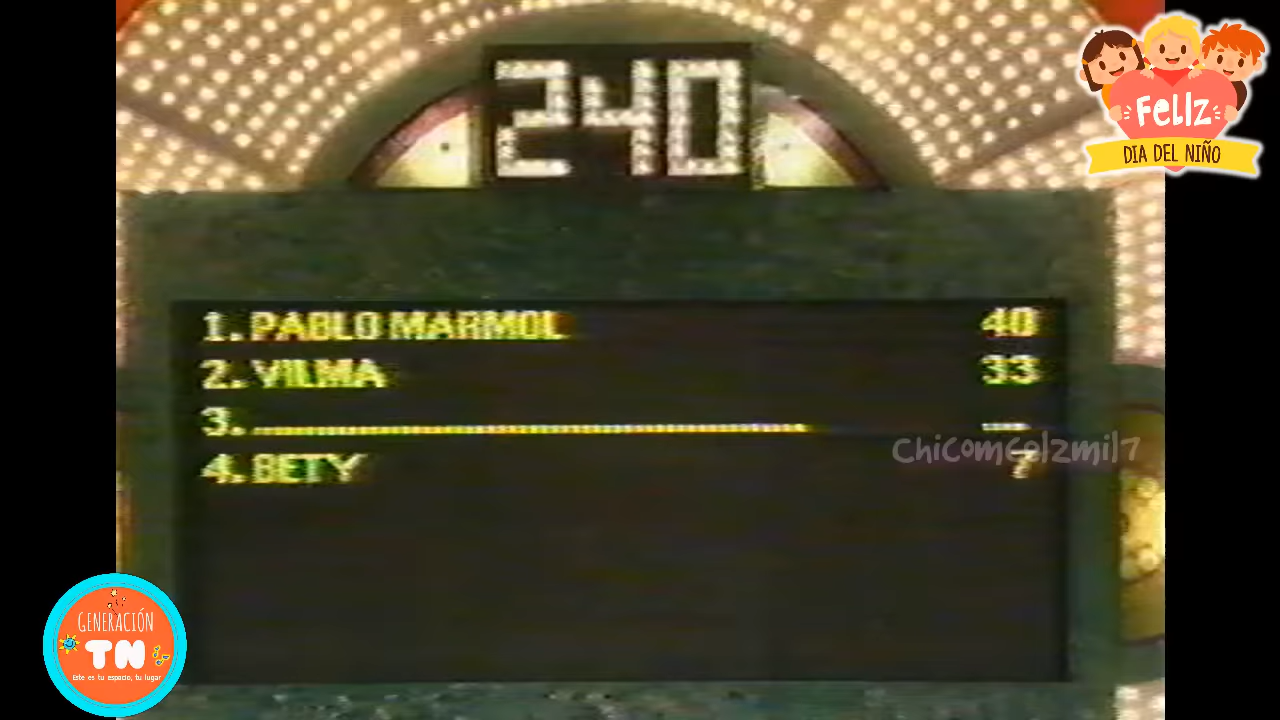 240
Feliz
DIA DEL NIÑO
1. PABLO MARMOL 40
2. VILMA 33
3. --
4. BETY 7
ChicomCelzmil7
GENERACIÓN
TN
Este es tu espacio, tu lugar